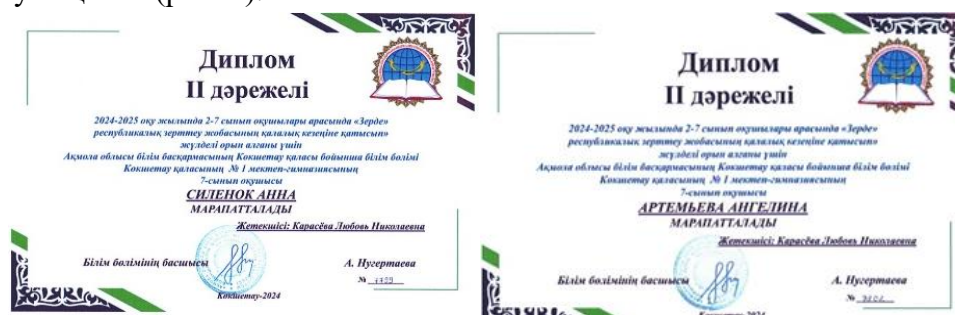 Диплом
II дәрежелі
2024-2025 оқу жылында 2-7 сынып оқушылары арасында «Зерде»
республикалық зерттеу жобасының қалалық кезеңіне қатысып»
жүлделі орын алғаны үшін
Ақмола облысы білім басқармасының Көкшетау қаласы бойынша білім бөлімі
Көкшетау қаласының № 1 мектеп-гимназиясының
7-сынып оқушысы
СИЛЕНОК АННА
МАРАПАТТАЛАДЫ
Жетекшісі: Карасёва Любовь Николаевна
Білім бөлімінің басшысы
А. Нугертаева
№
Көкшетау-2024
Диплом
II дәрежелі
2024-2025 оқу жылында 2-7 сынып оқушылары арасында «Зерде»
республикалық зерттеу жобасының қалалық кезеңіне қатысып»
жүлделі орын алғаны үшін
Ақмола облысы білім басқармасының Көкшетау қаласы бойынша білім бөлімі
Көкшетау қаласының № 1 мектеп-гимназиясының
7-сынып оқушысы
АРТЕМЬЕВА АНГЕЛИНА
МАРАПАТТАЛАДЫ
Жетекшісі: Карасёва Любовь Николаевна
Білім бөлімінің басшысы
А. Нугертаева
№